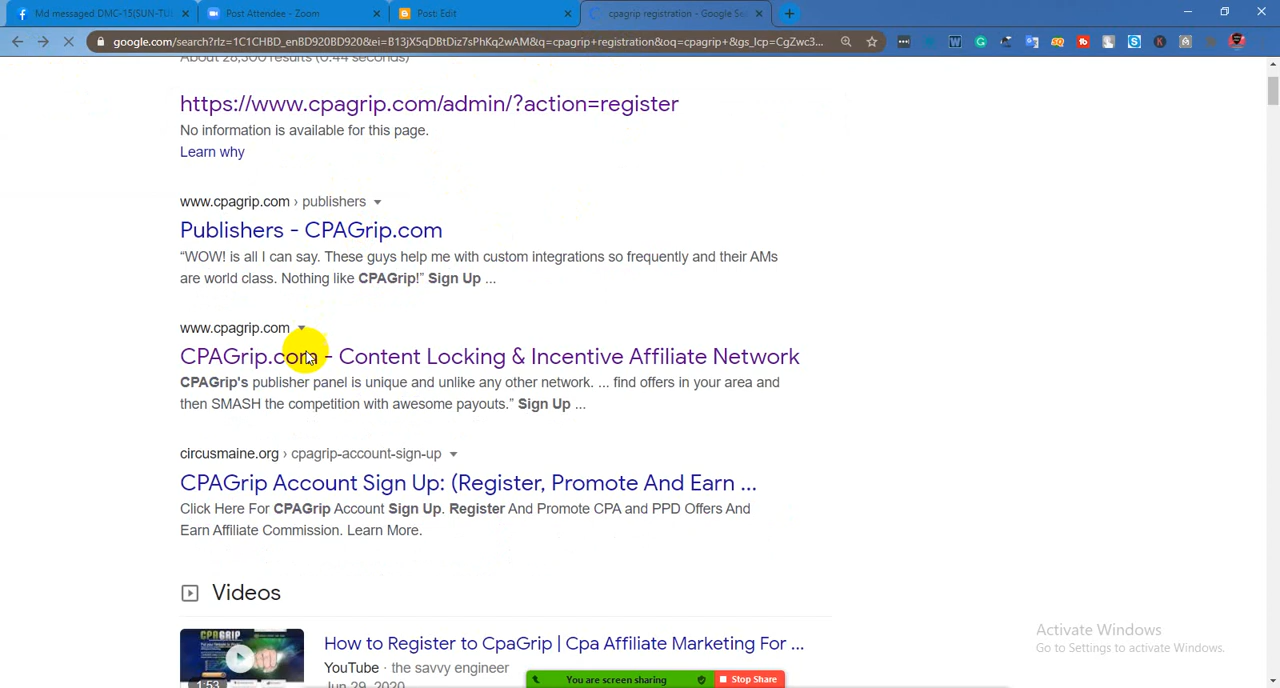 Md messaged DMC-15(SUN-TU
Post Attendee - Zoom
Post: Edit
cpagrip registration - Google Se
google.com/search?rlz=1C1CHBD_enBD920BD920&ei=B13jX5qDBtDiz7sPhKq2wAM&q=cpagrip+registration&oq=cpagrip+&gs_lcp=CgZwc3...
About 28,300 results (0.44 seconds)
https://www.cpagrip.com/admin/?action=register
No information is available for this page.
Learn why
www.cpagrip.com › publishers
Publishers - CPAGrip.com
“WOW! is all I can say. These guys help me with custom integrations so frequently and their AMs
are world class. Nothing like CPAGrip!” Sign Up ...
www.cpagrip.com
CPAGrip.com - Content Locking & Incentive Affiliate Network
CPAGrip's publisher panel is unique and unlike any other network. ... find offers in your area and
then SMASH the competition with awesome payouts.” Sign Up ...
circusmaine.org › cpagrip-account-sign-up
CPAGrip Account Sign Up: (Register, Promote And Earn ...
Click Here For CPAGrip Account Sign Up. Register And Promote CPA and PPD Offers And
Earn Affiliate Commission. Learn More.
Videos
CPAGRIP
1:53
How to Register to CpaGrip | Cpa Affiliate Marketing For ...
YouTube · the savvy engineer
Jun 29, 2020
Activate Windows
Go to Settings to activate Windows.
You are screen sharing
Stop Share